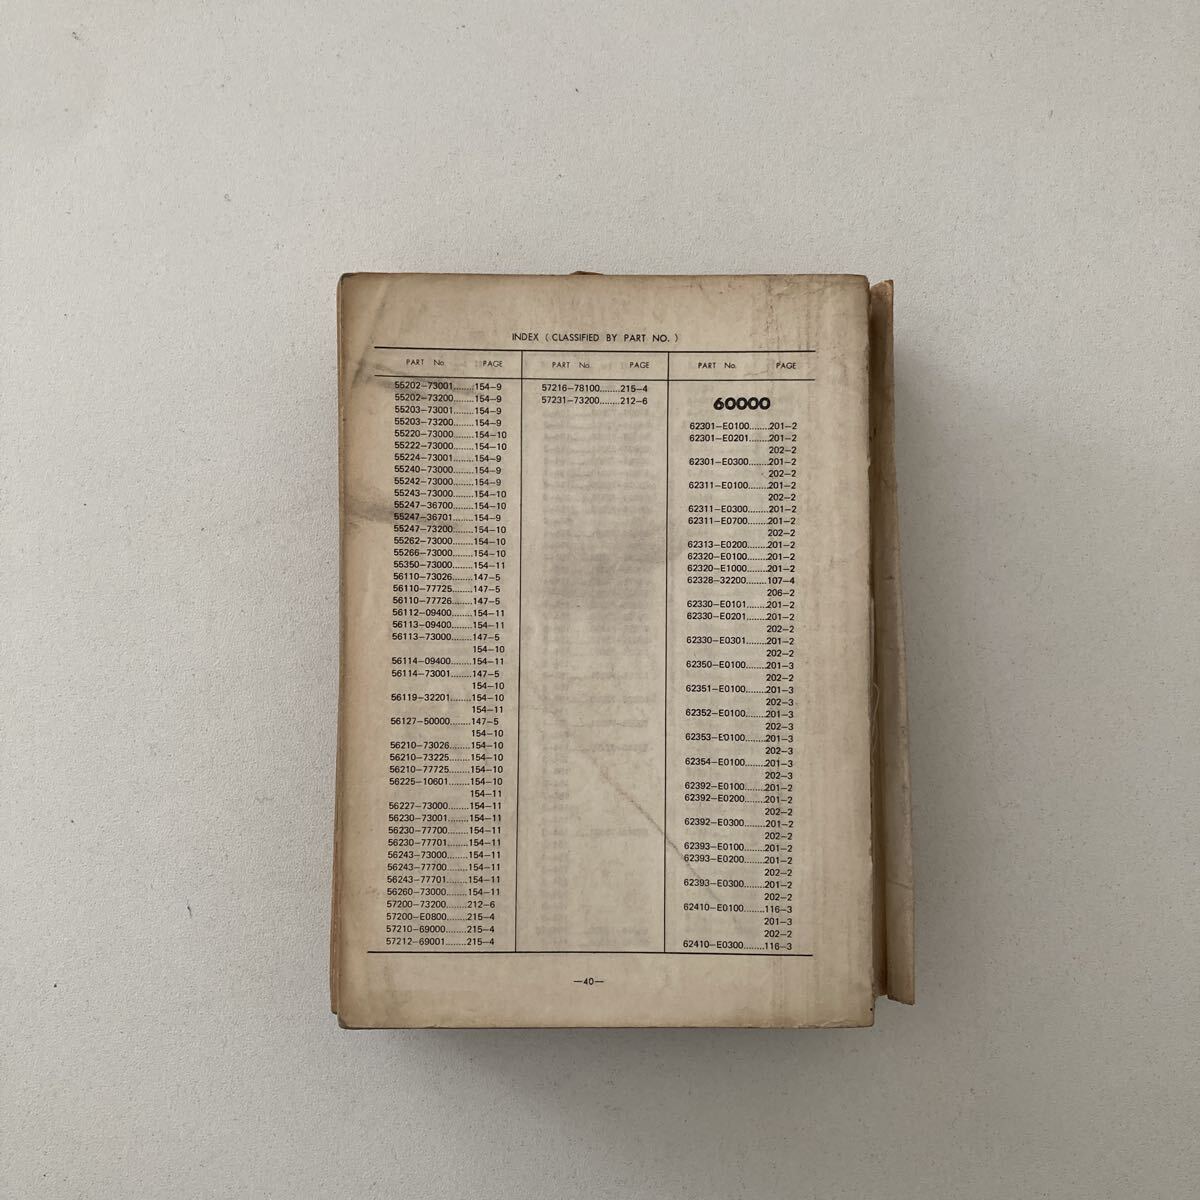 INDEX (CLASSIFIED BY PART NO.)
PART No. PAGE
55202-73001........154-9
55202-73200........154-9
55203-73001........154-9
55203-73200........154-9
55220-73000........154-10
55222-73000........154-10
55224-73001........154-9
55240-73000........154-9
55242-73000........154-9
55243-73000........154-10
55247-36700........154-10
55247-36701........154-9
55247-73200........154-10
55262-73000........154-10
55266-73000........154-10
55350-73000........154-11
56110-73026........147-5
56110-77725........147-5
56110-77726........147-5
56112-09400........154-11
56113-09400........154-11
56113-73000........147-5
154-10
56114-09400........154-11
56114-73001........147-5
154-10
56119-32201........154-10
154-11
56127-50000........147-5
154-10
56210-73026........154-10
56210-73225........154-10
56210-77725........154-10
56225-10601........154-10
154-11
56227-73000........154-11
56230-73001........154-11
56230-77700........154-11
56230-77701........154-11
56243-73000........154-11
56243-77700........154-11
56243-77701........154-11
56260-73000........154-11
57200-73200........212-6
57200-E0800........215-4
57210-69000........215-4
57212-69001........215-4
PART No. PAGE
57216-78100........215-4
57231-73200........212-6
PART No. PAGE
60000
62301-E0100........201-2
62301-E0201........201-2
202-2
62301-E0300........201-2
202-2
62311-E0100........201-2
202-2
62311-E0300........201-2
62311-E0700........201-2
202-2
62313-E0200........201-2
62320-E0100........201-2
62320-E1000........201-2
62328-32200........107-4
206-2
62330-E0101........201-2
62330-E0201........201-2
202-2
62330-E0301........201-2
202-2
62350-E0100........201-3
202-2
62351-E0100........201-3
202-3
62352-E0100........201-3
202-3
62353-E0100........201-3
202-3
62354-E0100........201-3
202-3
62392-E0100........201-2
62392-E0200........201-2
202-2
62392-E0300........201-2
202-2
62393-E0100........201-2
62393-E0200........201-2
202-2
62393-E0300........201-2
202-2
62410-E0100........116-3
201-3
202-2
62410-E0300........116-3
—40—